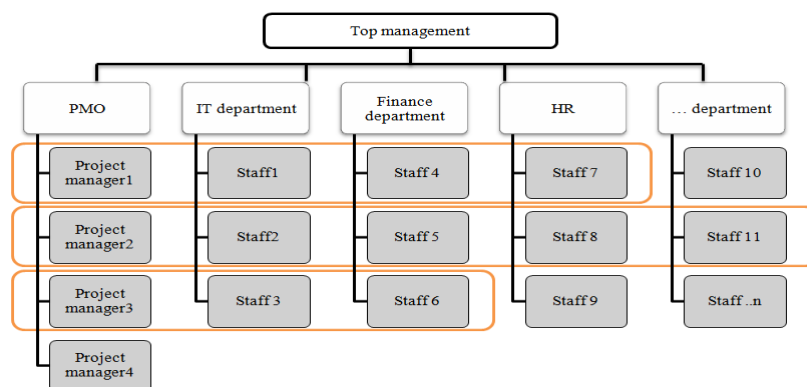 Top management
PMO
IT department
Finance
department
HR
... department
Project
manager1
Staff1
Staff 4
Staff 7
Staff 10
Project
manager2
Staff2
Staff 5
Staff 8
Staff 11
Project
manager3
Staff 3
Staff 6
Staff 9
Staff ..n
Project
manager4